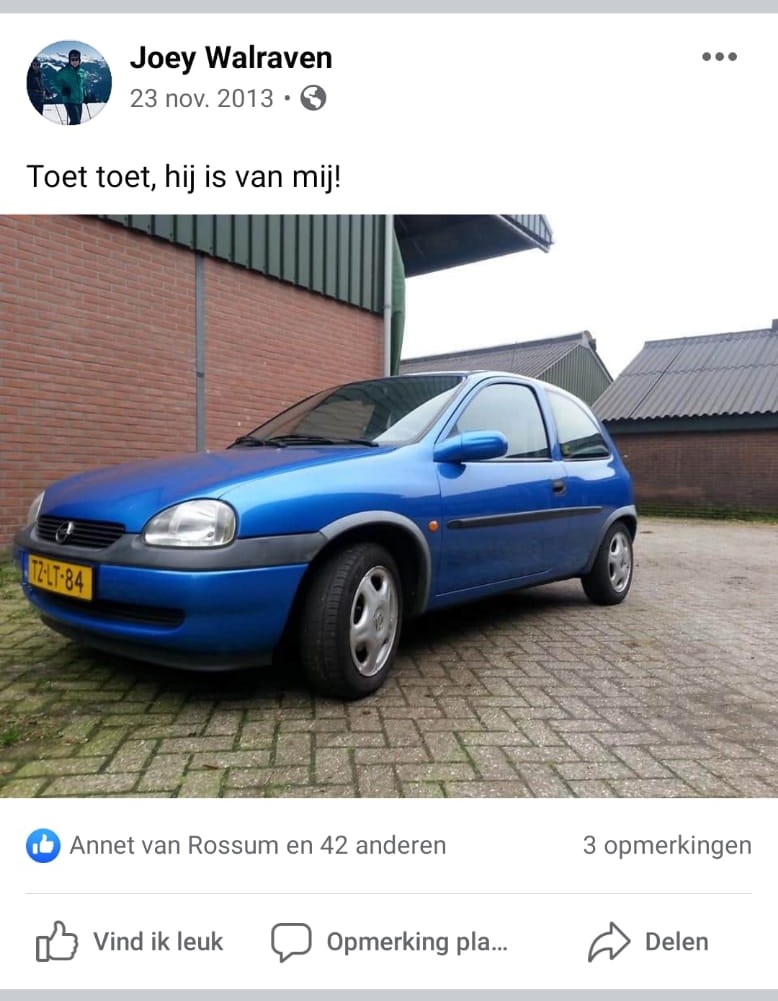 Joey Walraven
23 nov. 2013 •
Toet toet, hij is van mij!
TZ-LT-84
Annet van Rossum en 42 anderen
3 opmerkingen
Vind ik leuk
Opmerking pla...
Delen